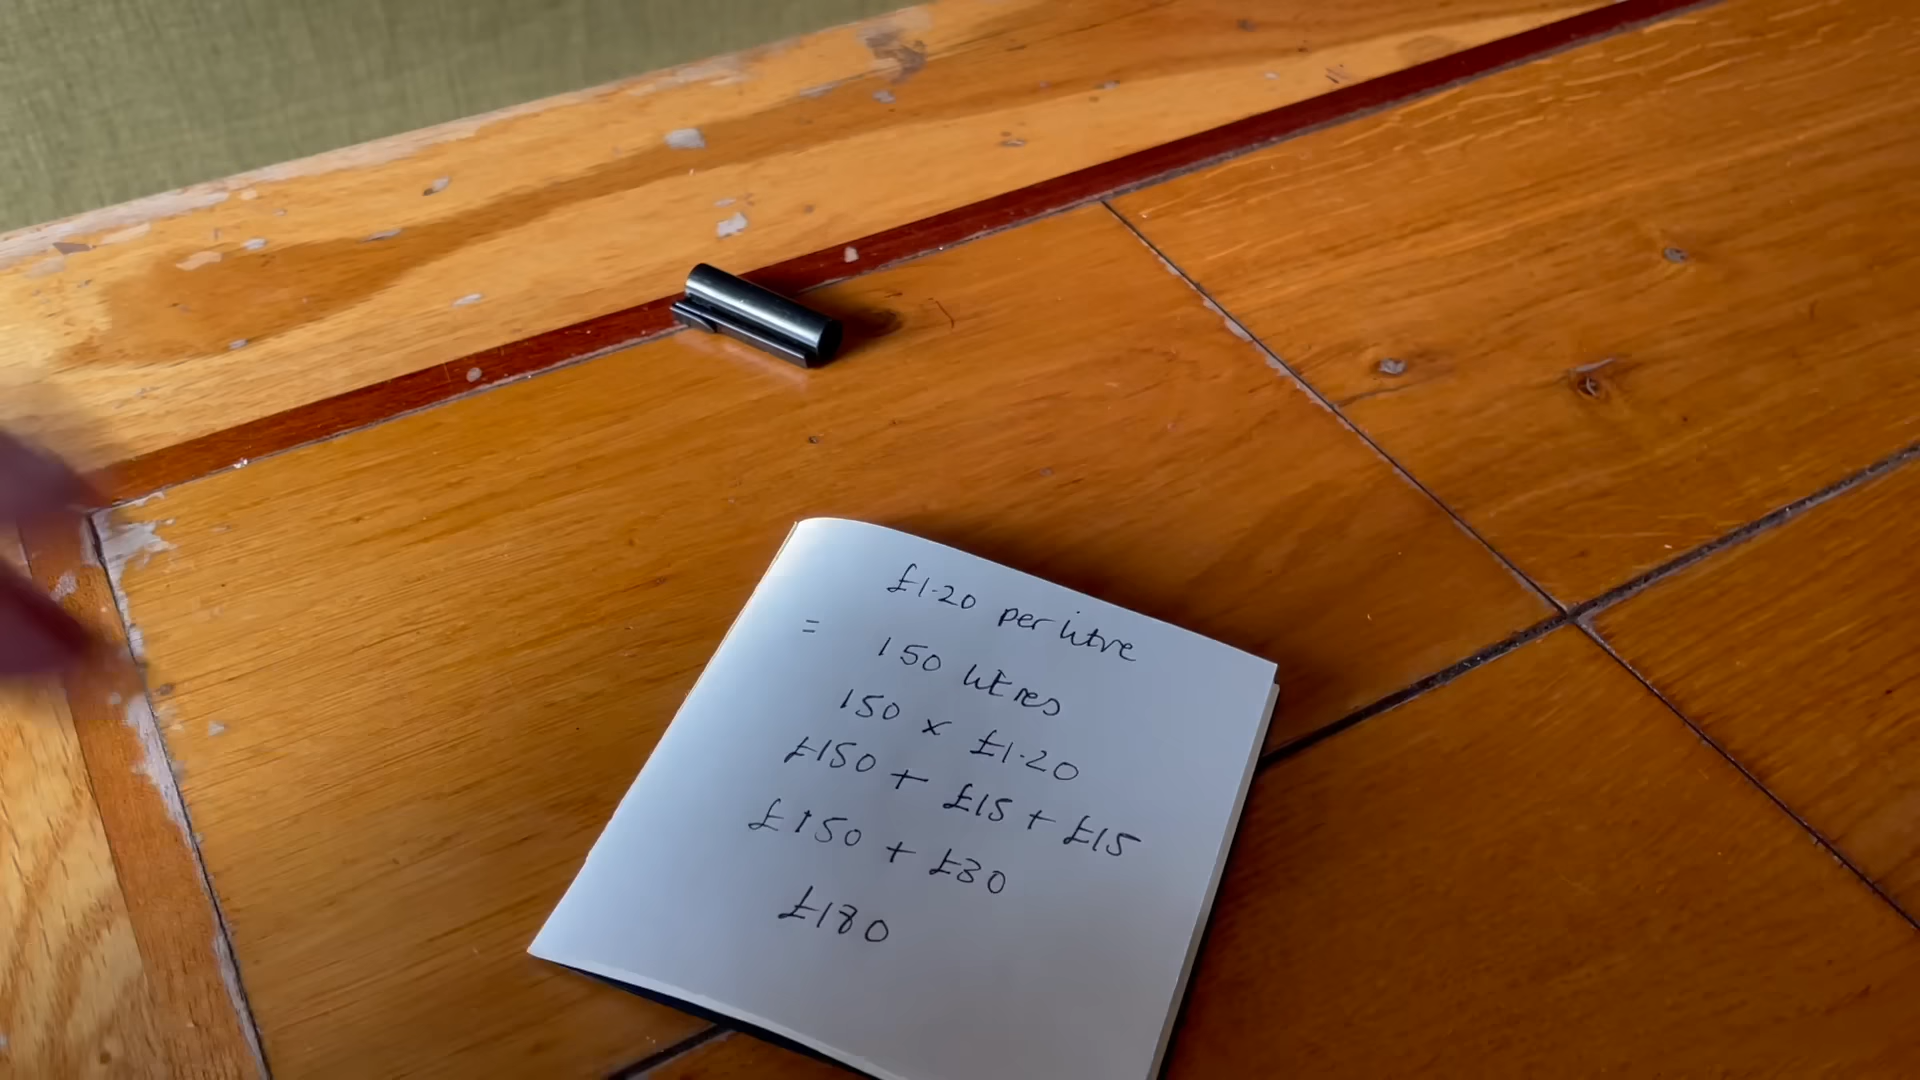 £1.20 per litre
= 150 litres
150 x £1.20
£150 + £15 + £15
£150 + £30
£180